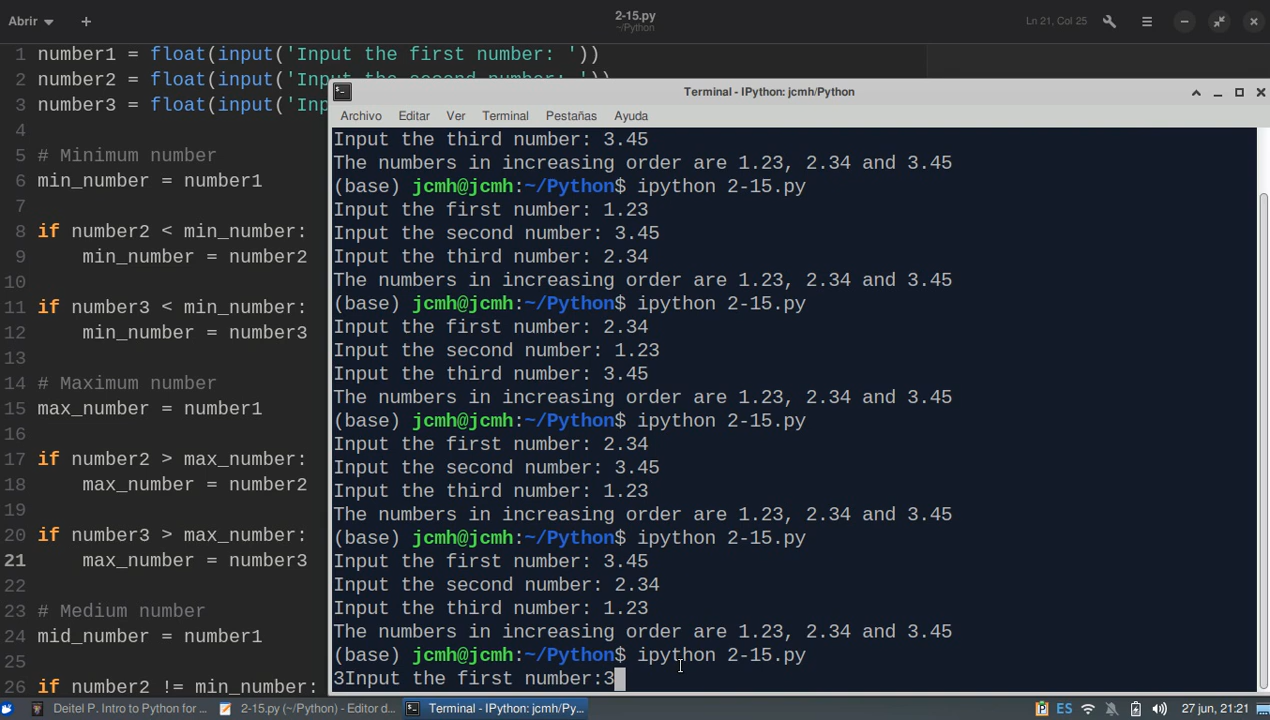 Abrir
+
2-15.py
~/Python
Ln 21, Col 25
1 number1 = float(input('Input the first number: '))
2 number2 = float(input('Input the second number: '))
3 number3 = float(input('Inp
4
5 # Minimum number
6 min_number = number1
7
8 if number2 < min_number:
9 min_number = number2
10
11 if number3 < min_number:
12 min_number = number3
13
14 # Maximum number
15 max_number = number1
16
17 if number2 > max_number:
18 max_number = number2
19
20 if number3 > max_number:
21 max_number = number3
22
23 # Medium number
24 mid_number = number1
25
26 if number2 != min_number:
Terminal - IPython: jcmh/Python
Archivo Editar Ver Terminal Pestañas Ayuda
Input the third number: 3.45
The numbers in increasing order are 1.23, 2.34 and 3.45
(base) jcmh@jcmh:~/Python$ ipython 2-15.py
Input the first number: 1.23
Input the second number: 3.45
Input the third number: 2.34
The numbers in increasing order are 1.23, 2.34 and 3.45
(base) jcmh@jcmh:~/Python$ ipython 2-15.py
Input the first number: 2.34
Input the second number: 1.23
Input the third number: 3.45
The numbers in increasing order are 1.23, 2.34 and 3.45
(base) jcmh@jcmh:~/Python$ ipython 2-15.py
Input the first number: 2.34
Input the second number: 3.45
Input the third number: 1.23
The numbers in increasing order are 1.23, 2.34 and 3.45
(base) jcmh@jcmh:~/Python$ ipython 2-15.py
Input the first number: 3.45
Input the second number: 2.34
Input the third number: 1.23
The numbers in increasing order are 1.23, 2.34 and 3.45
(base) jcmh@jcmh:~/Python$ ipython 2-15.py
3Input the first number:3
Deitel P. Intro to Python for ...
2-15.py (~/Python) - Editor d...
Terminal - IPython: jcmh/Py...
ES
27 jun, 21:21